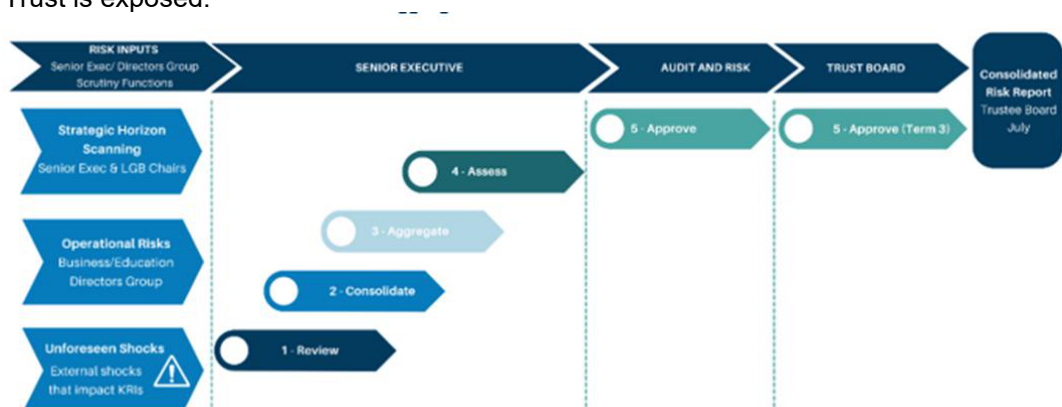 Trust is exposed.
RISK INPUTS
Senior Exec/ Directors Group
Scrutiny Functions
SENIOR EXECUTIVE
AUDIT AND RISK
TRUST BOARD
Consolidated
Risk Report
Trustee Board
July
Strategic Horizon
Scanning
Senior Exec & LGB Chairs
5 - Approve
5 - Approve (Term 3)
4 - Assess
3 - Aggregate
Operational Risks
Business/Education
Directors Group
2 - Consolidate
1 - Review
Unforeseen Shocks
External shocks
that impact KRIs